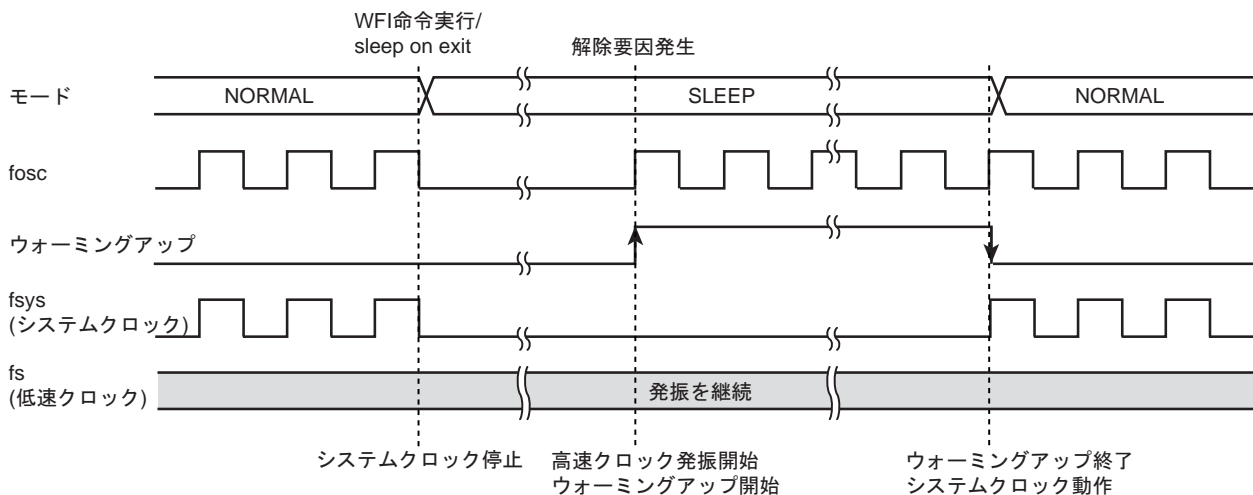 WFI命令実行/
sleep on exit
解除要因発生
モード
NORMAL
SLEEP
NORMAL
fosc
ウォーミングアップ
fsys
(システムクロック)
fs
(低速クロック)
発振を継続
システムクロック停止
高速クロック発振開始
ウォーミングアップ開始
ウォーミングアップ終了
システムクロック動作